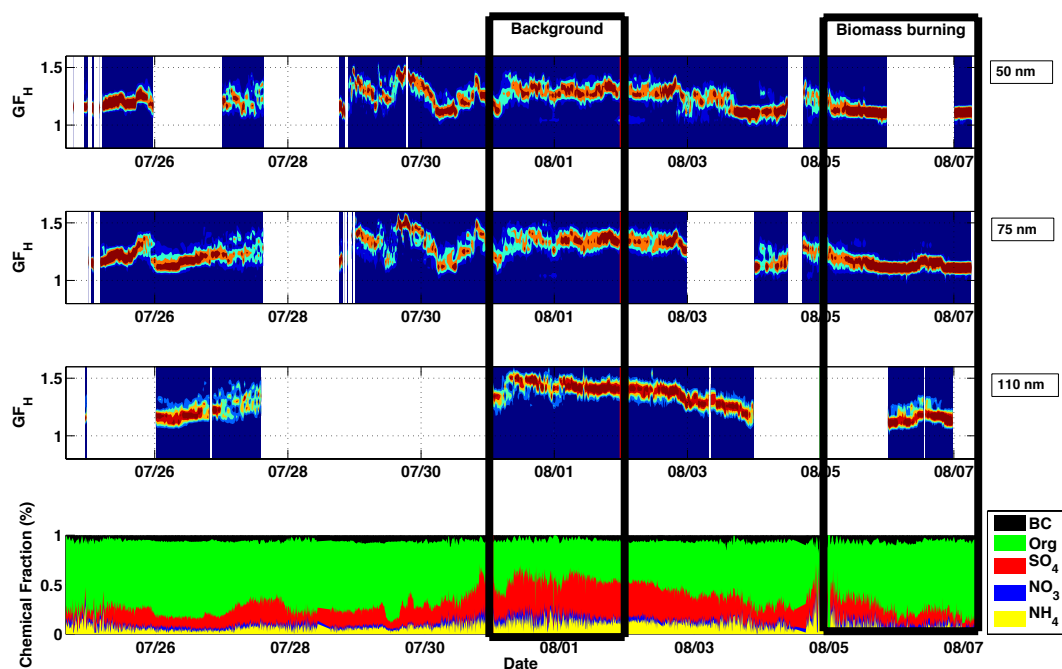 Background
Biomass burning
GF_H
1.5
1
07/26
07/28
07/30
08/01
08/03
08/05
08/07
50 nm
GF_H
1.5
1
07/26
07/28
07/30
08/01
08/03
08/05
08/07
75 nm
GF_H
1.5
1
07/26
07/28
07/30
08/01
08/03
08/05
08/07
110 nm
Chemical Fraction (%)
1
0.5
0
07/26
07/28
07/30
08/01
08/03
08/05
08/07
Date
BC
Org
SO_4
NO_3
NH_4